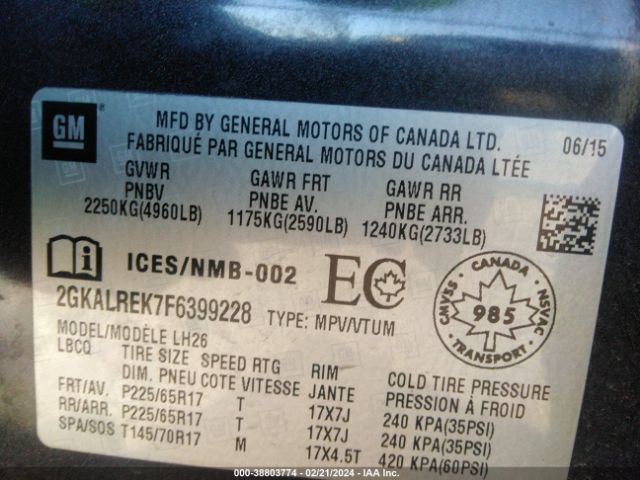 GM
MFD BY GENERAL MOTORS OF CANADA LTD. 06/15
FABRIQUÉ PAR GENERAL MOTORS DU CANADA LTÉE
GVWR GAWR FRT GAWR RR
PNBV PNBE AV. PNBE ARR.
2250KG(4960LB) 1175KG(2590LB) 1240KG(2733LB)
ICES/NMB-002 EC
CANADA
CMVSS 985 NSVAC
TRANSPORT
2GKALREK7F6399228 TYPE: MPV/VTUM
MODEL/MODÈLE LH26
LBCQ TIRE SIZE SPEED RTG RIM COLD TIRE PRESSURE
DIM. PNEU COTE VITESSE JANTE PRESSION À FROID
FRT/AV. P225/65R17 T 17X7J 240 KPA(35PSI)
RR/ARR. P225/65R17 T 17X7J 240 KPA(35PSI)
SPA/SOS T145/70R17 M 17X4.5T 420 KPA(60PSI)
000-38803774 - 02/21/2024 - IAA Inc.